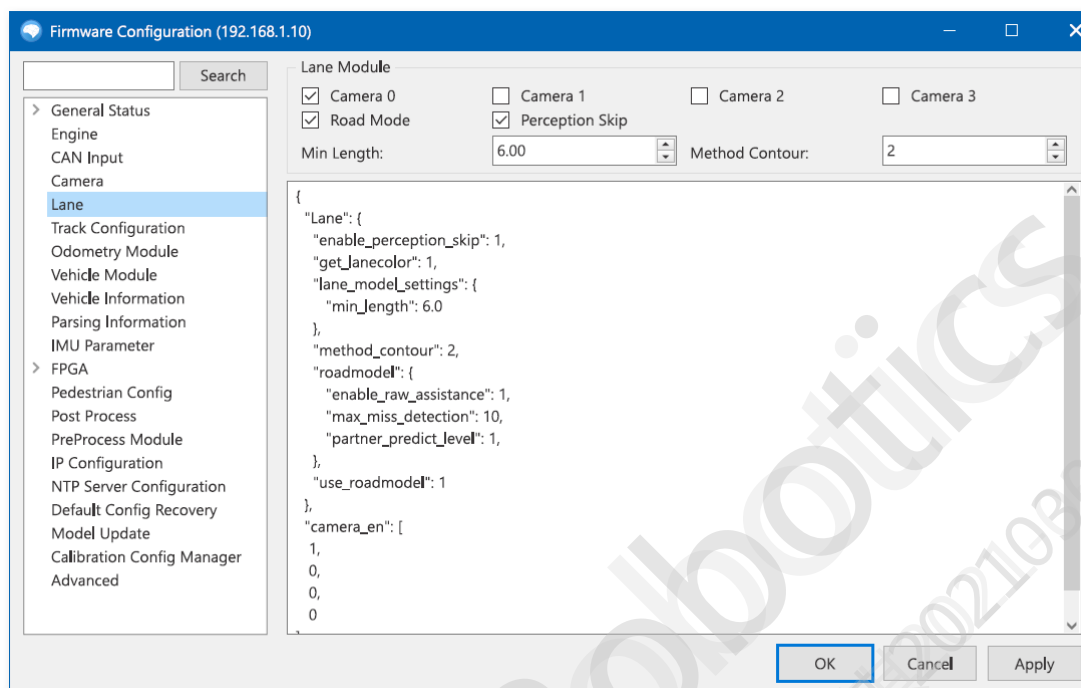 Firmware Configuration (192.168.1.10)
Search
General Status
Engine
CAN Input
Camera
Lane
Track Configuration
Odometry Module
Vehicle Module
Vehicle Information
Parsing Information
IMU Parameter
FPGA
Pedestrian Config
Post Process
PreProcess Module
IP Configuration
NTP Server Configuration
Default Config Recovery
Model Update
Calibration Config Manager
Advanced
Lane Module
Camera 0 Camera 1 Camera 2 Camera 3
Road Mode Perception Skip
Min Length: 6.00 Method Contour: 2
{
"Lane": {
"enable_perception_skip": 1,
"get_lanecolor": 1,
"lane_model_settings": {
"min_length": 6.0
},
"method_contour": 2,
"roadmodel": {
"enable_raw_assistance": 1,
"max_miss_detection": 10,
"partner_predict_level": 1,
},
"use_roadmodel": 1
},
"camera_en": [
1,
0,
0,
0
OK Cancel Apply